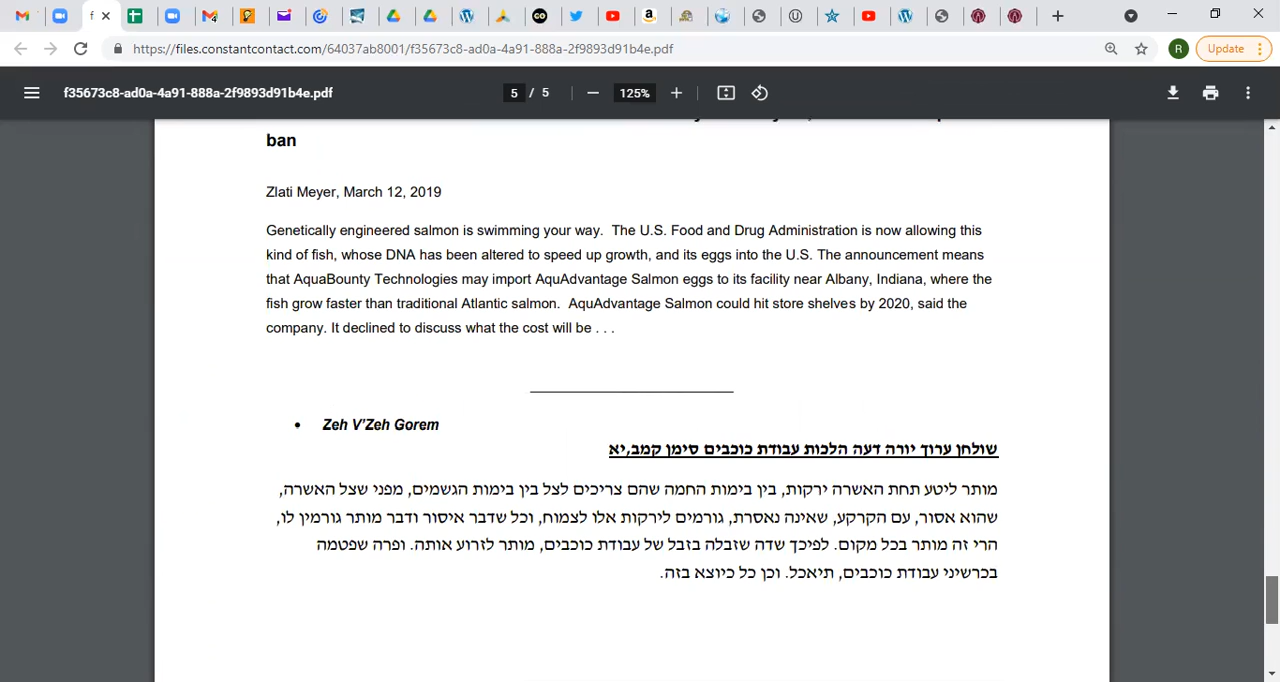 f
https://files.constantcontact.com/64037ab8001/f35673c8-ad0a-4a91-888a-2f9893d91b4e.pdf
R
Update
f35673c8-ad0a-4a91-888a-2f9893d91b4e.pdf
5 / 5
125%
ban
Zlati Meyer, March 12, 2019
Genetically engineered salmon is swimming your way. The U.S. Food and Drug Administration is now allowing this
kind of fish, whose DNA has been altered to speed up growth, and its eggs into the U.S. The announcement means
that AquaBounty Technologies may import AquAdvantage Salmon eggs to its facility near Albany, Indiana, where the
fish grow faster than traditional Atlantic salmon. AquAdvantage Salmon could hit store shelves by 2020, said the
company. It declined to discuss what the cost will be . . .
• Zeh V'Zeh Gorem
שולחן ערוך יורה דעה הלכות עבודת כוכבים סימן קמב,יא
מותר ליטע תחת האשרה ירקות, בין בימות החמה שהם צריכים לצל בין בימות הגשמים, מפני שצל האשרה,
שהוא אסור, עם הקרקע, שאינה נאסרת, גורמים לירקות אלו לצמוח, וכל שדבר איסור ודבר מותר גורמין לו,
הרי זה מותר בכל מקום. לפיכך שדה שזבלה בזבל של עבודת כוכבים, מותר לזרוע אותה. ופרה שפטמה
בכרשיני עבודת כוכבים, תיאכל. וכן כל כיוצא בזה.